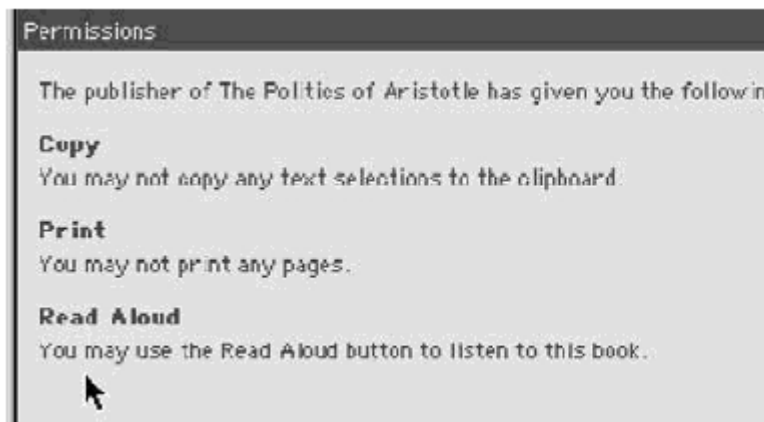 Permissions
The publisher of The Politics of Aristotle has given you the followin
Copy
You may not copy any text selections to the clipboard
Print
You may not print any pages.
Read Aloud
You may use the Read Aloud button to listen to this book.